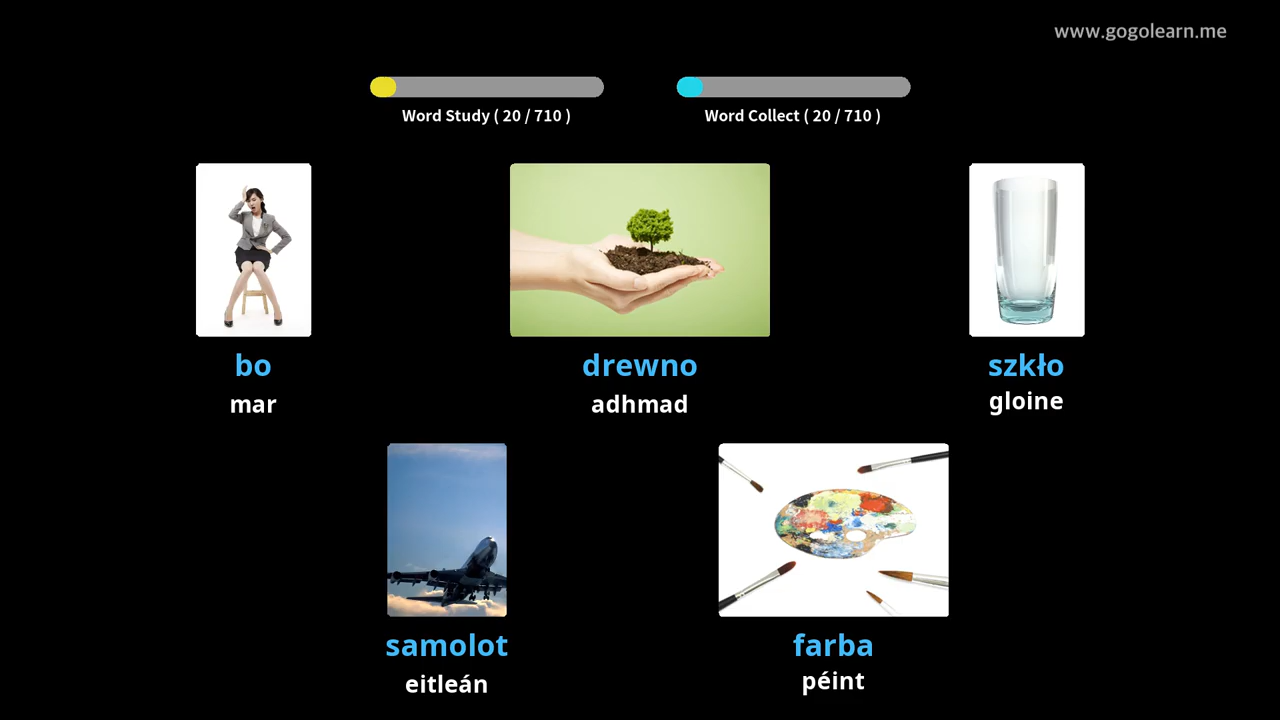 www.gogolearn.me
Word Study ( 20 / 710 )
Word Collect ( 20 / 710 )
bo
mar
drewno
adhmad
szkło
gloine
samolot
eitleán
farba
péint